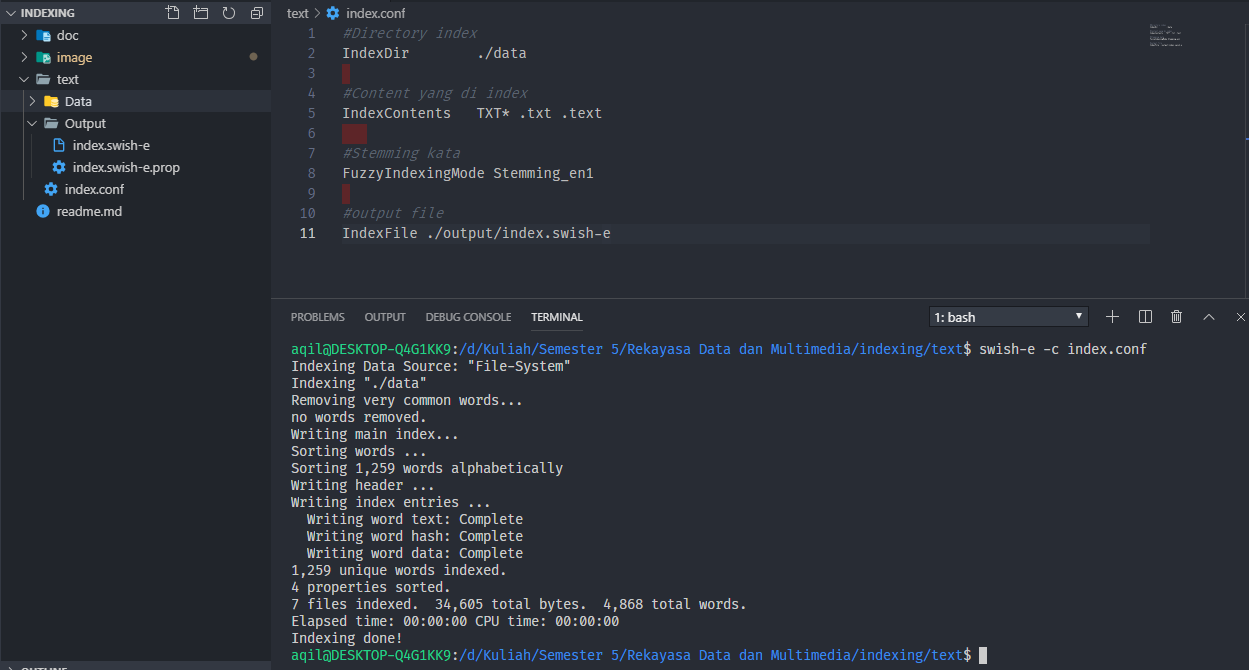 INDEXING
doc
image
text
Data
Output
index.swish-e
index.swish-e.prop
index.conf
readme.md
text > index.conf
1 #Directory index
2 IndexDir ./data
3
4 #Content yang di index
5 IndexContents TXT* .txt .text
6
7 #Stemming kata
8 FuzzyIndexingMode Stemming_en1
9
10 #output file
11 IndexFile ./output/index.swish-e
PROBLEMS OUTPUT DEBUG CONSOLE TERMINAL 1: bash
aqil@DESKTOP-Q4G1KK9:/d/Kuliah/Semester 5/Rekayasa Data dan Multimedia/indexing/text$ swish-e -c index.conf
Indexing Data Source: "File-System"
Indexing "./data"
Removing very common words...
no words removed.
Writing main index...
Sorting words ...
Sorting 1,259 words alphabetically
Writing header ...
Writing index entries ...
Writing word text: Complete
Writing word hash: Complete
Writing word data: Complete
1,259 unique words indexed.
4 properties sorted.
7 files indexed. 34,605 total bytes. 4,868 total words.
Elapsed time: 00:00:00 CPU time: 00:00:00
Indexing done!
aqil@DESKTOP-Q4G1KK9:/d/Kuliah/Semester 5/Rekayasa Data dan Multimedia/indexing/text$